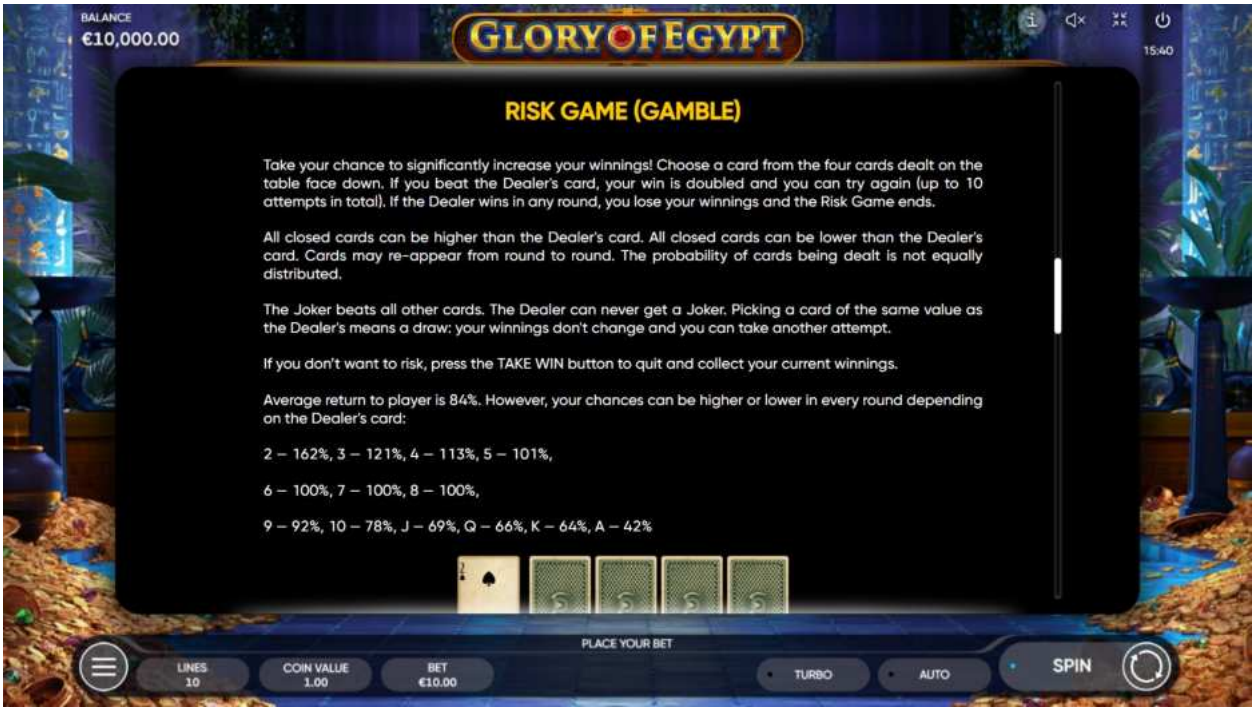 BALANCE
€10,000.00
GLORY OF EGYPT
15:40
RISK GAME (GAMBLE)
Take your chance to significantly increase your winnings! Choose a card from the four cards dealt on the
table face down. If you beat the Dealer's card, your win is doubled and you can try again (up to 10
attempts in total). If the Dealer wins in any round, you lose your winnings and the Risk Game ends.
All closed cards can be higher than the Dealer's card. All closed cards can be lower than the Dealer's
card. Cards may re-appear from round to round. The probability of cards being dealt is not equally
distributed.
The Joker beats all other cards. The Dealer can never get a Joker. Picking a card of the same value as
the Dealer's means a draw: your winnings don't change and you can take another attempt.
If you don't want to risk, press the TAKE WIN button to quit and collect your current winnings.
Average return to player is 84%. However, your chances can be higher or lower in every round depending
on the Dealer's card:
2 – 162%, 3 – 121%, 4 – 113%, 5 – 101%,
6 – 100%, 7 – 100%, 8 – 100%,
9 – 92%, 10 – 78%, J – 69%, Q – 66%, K – 64%, A – 42%
2
PLACE YOUR BET
LINES
10
COIN VALUE
1.00
BET
€10.00
TURBO
AUTO
SPIN